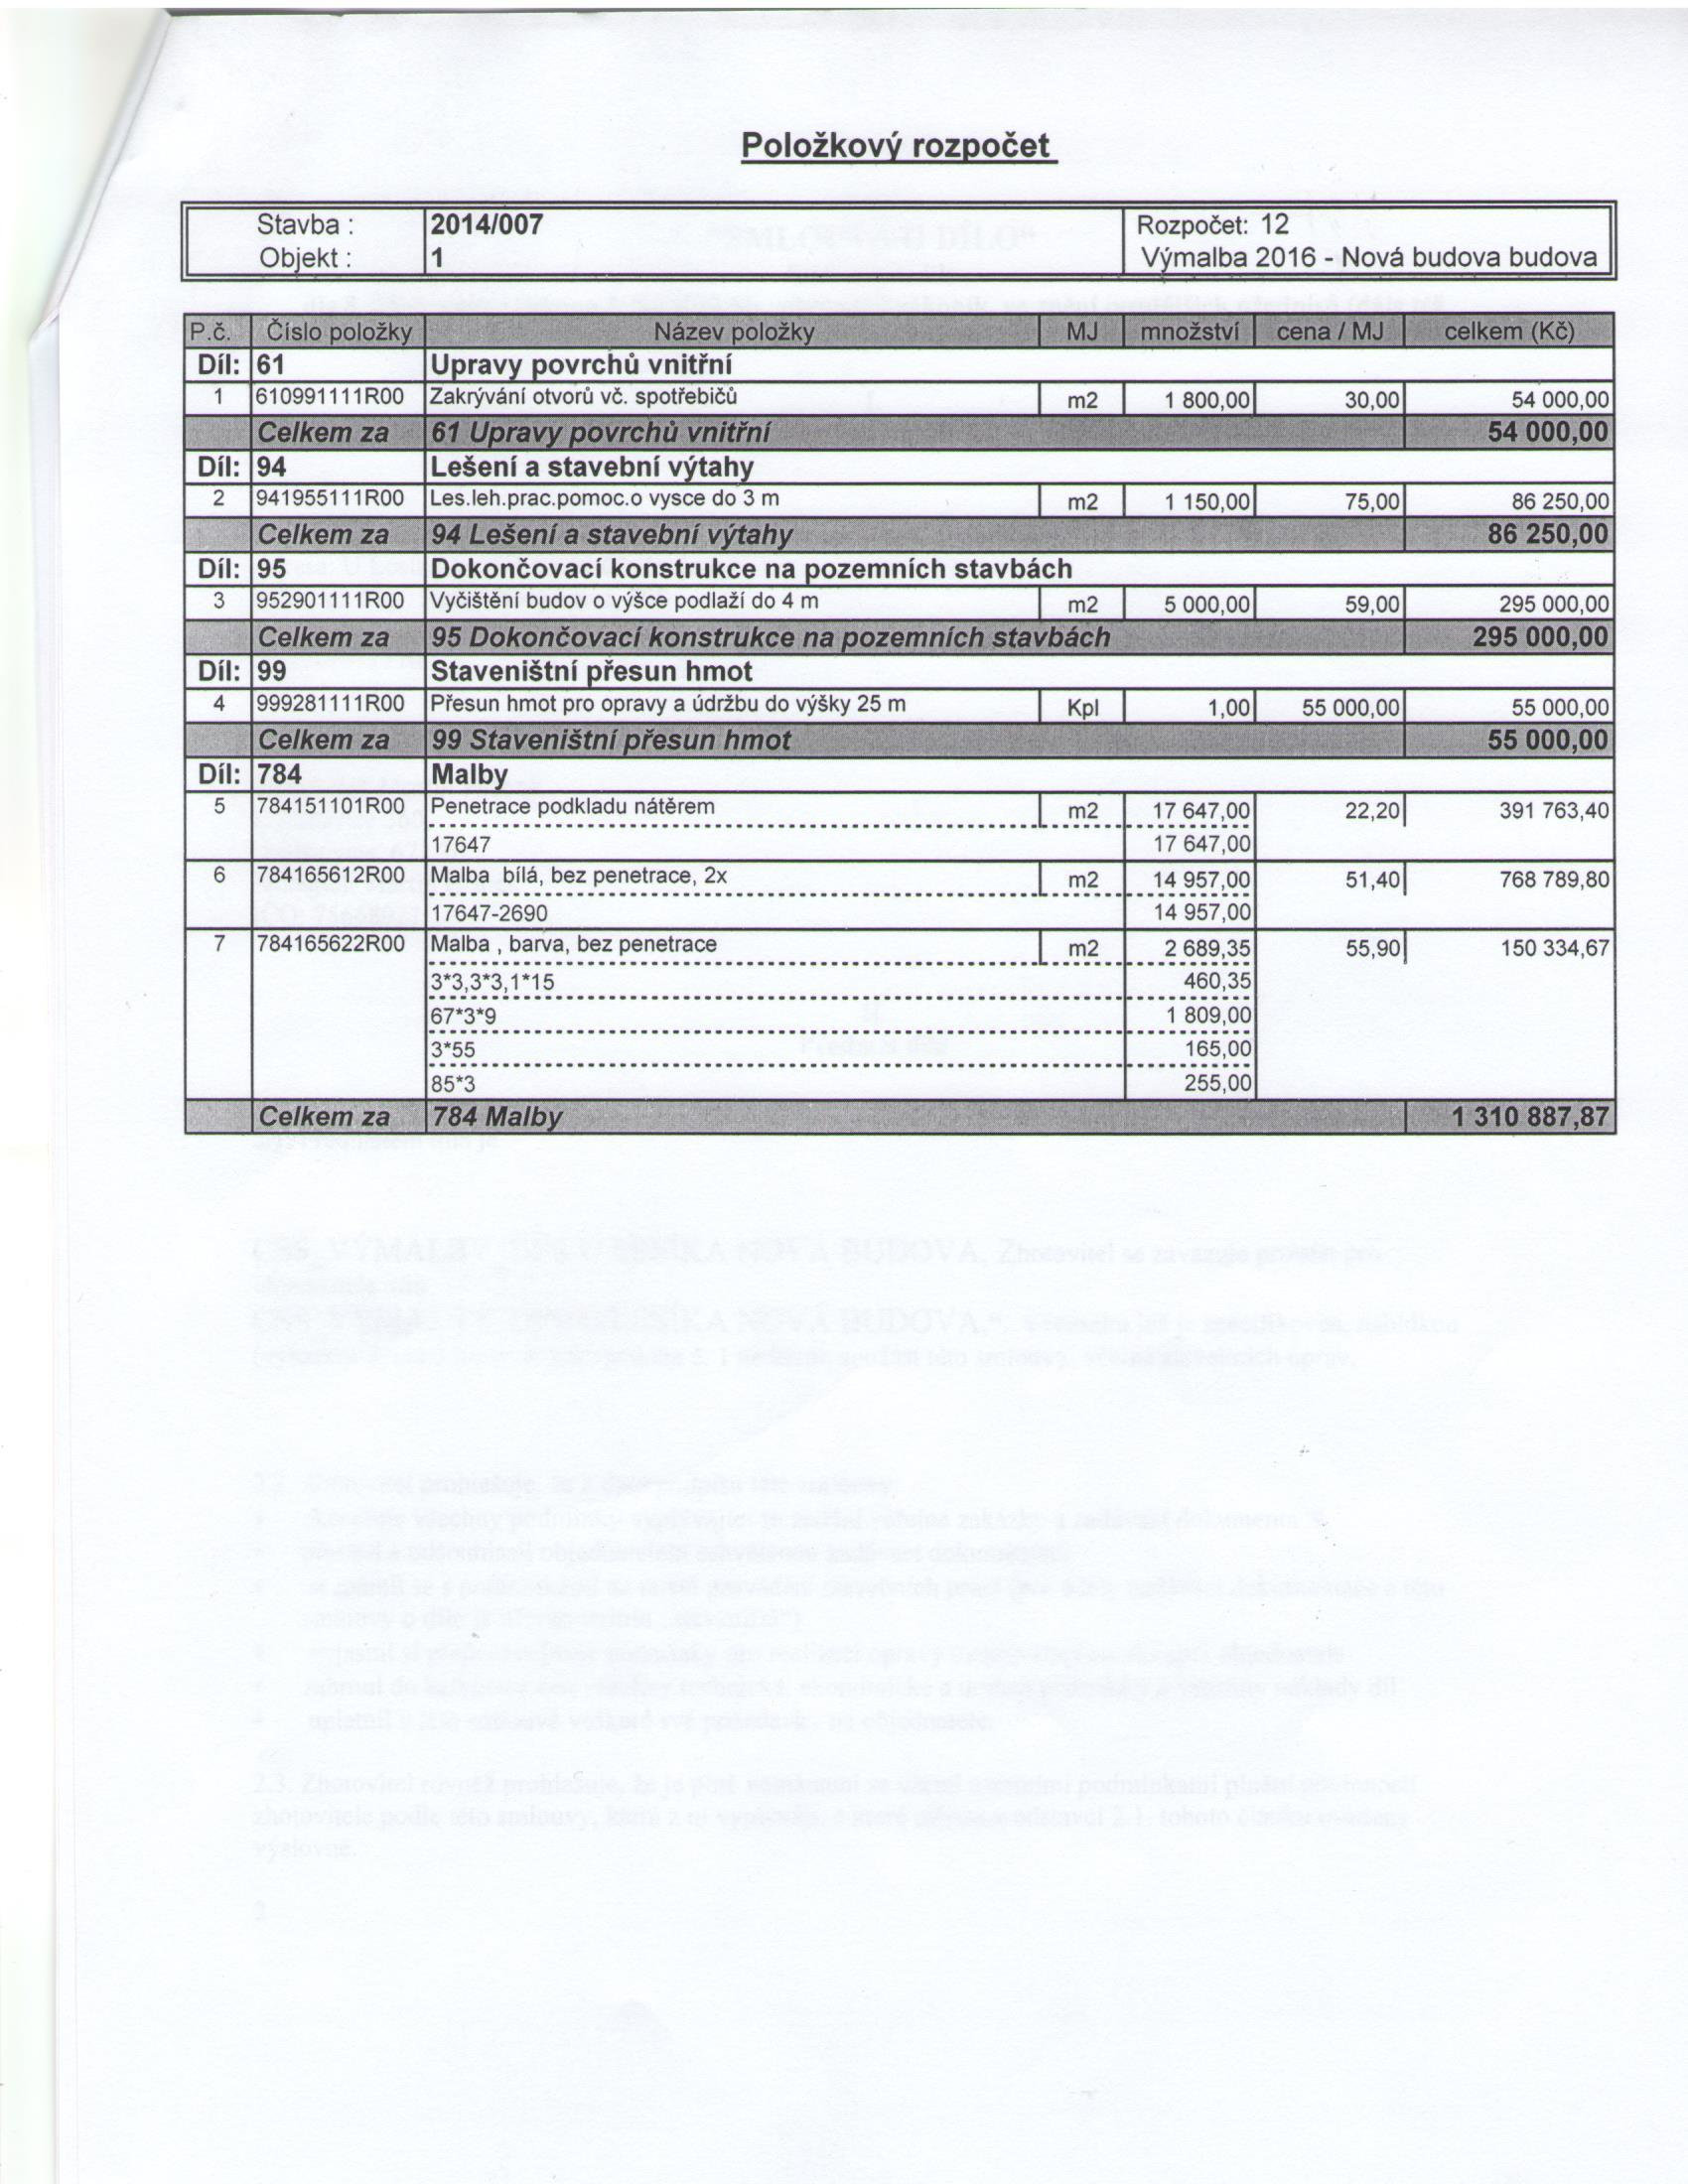 Položkový rozpočet
Stavba : 2014/007 Rozpočet: 12
Objekt : 1 Výmalba 2016 - Nová budova budova
P.č. Číslo položky Název položky MJ množství cena / MJ celkem (Kč)
Díl: 61 Upravy povrchů vnitřní
1 610991111R00 Zakrývání otvorů vč. spotřebičů m2 1 800,00 30,00 54 000,00
Celkem za 61 Upravy povrchů vnitřní 54 000,00
Díl: 94 Lešení a stavební výtahy
2 941955111R00 Les.leh.prac.pomoc.o vysce do 3 m m2 1 150,00 75,00 86 250,00
Celkem za 94 Lešení a stavební výtahy 86 250,00
Díl: 95 Dokončovací konstrukce na pozemních stavbách
3 952901111R00 Vyčištění budov o výšce podlaží do 4 m m2 5 000,00 59,00 295 000,00
Celkem za 95 Dokončovací konstrukce na pozemních stavbách 295 000,00
Díl: 99 Staveništní přesun hmot
4 999281111R00 Přesun hmot pro opravy a údržbu do výšky 25 m Kpl 1,00 55 000,00 55 000,00
Celkem za 99 Staveništní přesun hmot 55 000,00
Díl: 784 Malby
5 784151101R00 Penetrace podkladu nátěrem m2 17 647,00 22,20 391 763,40
17647 17 647,00
6 784165612R00 Malba bílá, bez penetrace, 2x m2 14 957,00 51,40 768 789,80
17647-2690 14 957,00
7 784165622R00 Malba , barva, bez penetrace m2 2 689,35 55,90 150 334,67
3*3,3*3,1*15 460,35
67*3*9 1 809,00
3*55 165,00
85*3 255,00
Celkem za 784 Malby 1 310 887,87